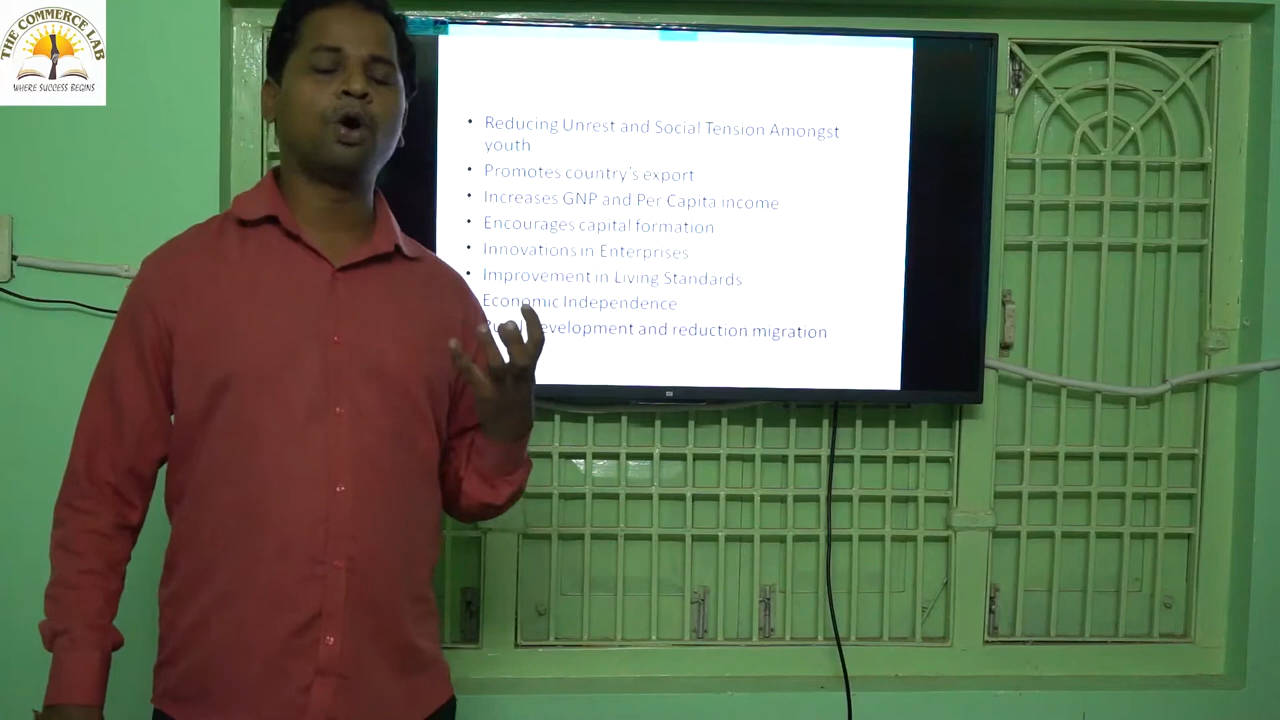 THE COMMERCE LAB
WHERE SUCCESS BEGINS
• Reducing Unrest and Social Tension Amongst
youth
• Promotes country's export
• Increases GNP and Per Capita income
• Encourages capital formation
• Innovations in Enterprises
• Improvement in Living Standards
Economic Independence
development and reduction migration